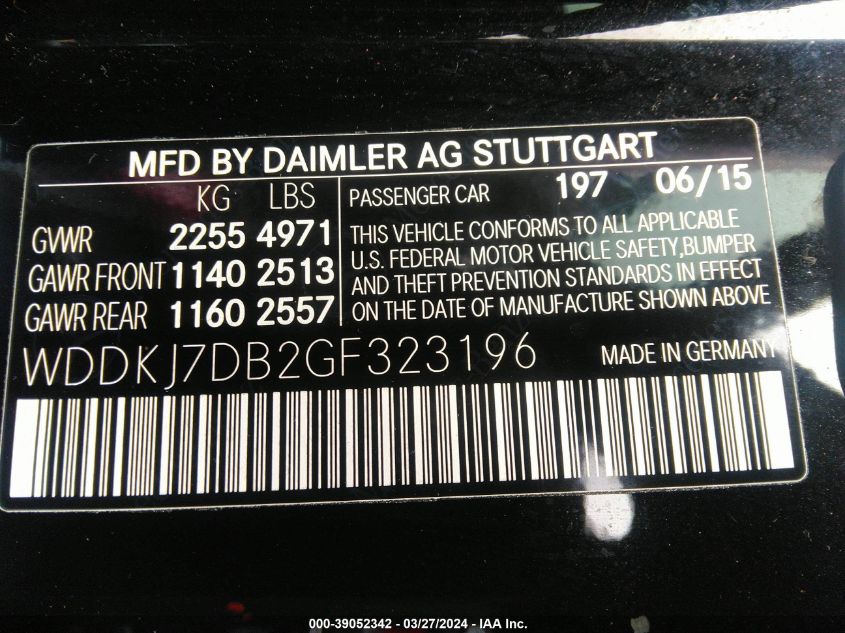 MFD BY DAIMLER AG STUTTGART
KG LBS
GVWR 2255 4971
GAWR FRONT 1140 2513
GAWR REAR 1160 2557
PASSENGER CAR 197 06/15
THIS VEHICLE CONFORMS TO ALL APPLICABLE
U.S. FEDERAL MOTOR VEHICLE SAFETY,BUMPER
AND THEFT PREVENTION STANDARDS IN EFFECT
ON THE DATE OF MANUFACTURE SHOWN ABOVE
WDDKJ7DB2GF323196 MADE IN GERMANY
000-39052342 - 03/27/2024 - IAA Inc.